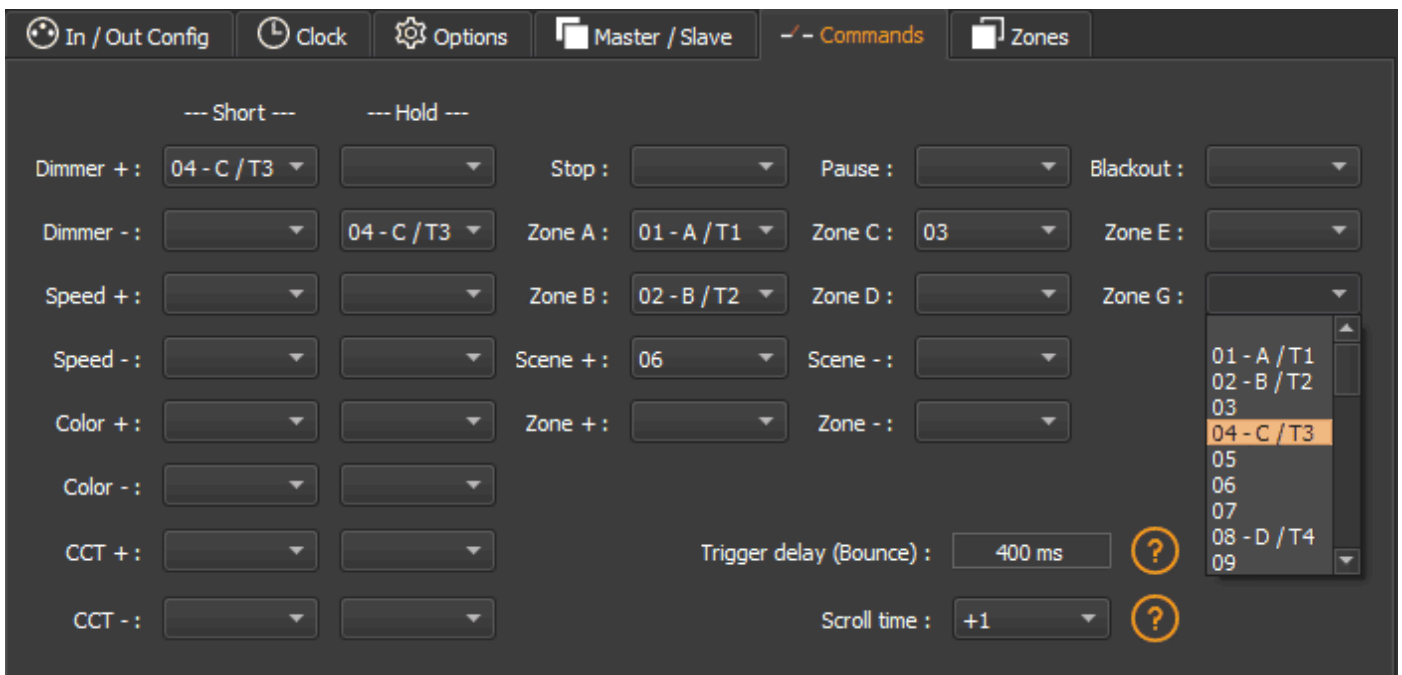 In / Out Config Clock Options Master / Slave Commands Zones
--- Short --- --- Hold ---
Dimmer + : 04 - C / T3 Stop : Pause : Blackout :
Dimmer - : 04 - C / T3 Zone A : 01 - A / T1 Zone C : 03 Zone E :
Speed + : Zone B : 02 - B / T2 Zone D : Zone G :
Speed - : Scene + : 06 Scene - :
Color + : Zone + : Zone - :
Color - :
CCT + : Trigger delay (Bounce) : 400 ms ?
CCT - : Scroll time : +1 ?
01 - A / T1
02 - B / T2
03
04 - C / T3
05
06
07
08 - D / T4
09